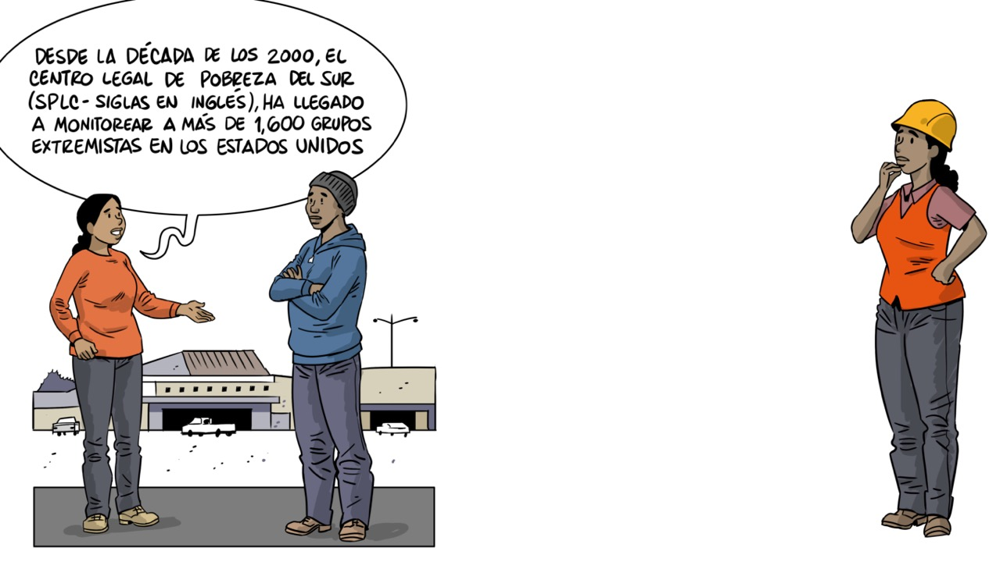 DESDE LA DÉCADA DE LOS 2000, EL
CENTRO LEGAL DE POBREZA DEL SUR
(SPLC - SIGLAS EN INGLÉS), HA LLEGADO
A MONITOREAR A MÁS DE 1,600 GRUPOS
EXTREMISTAS EN LOS ESTADOS UNIDOS